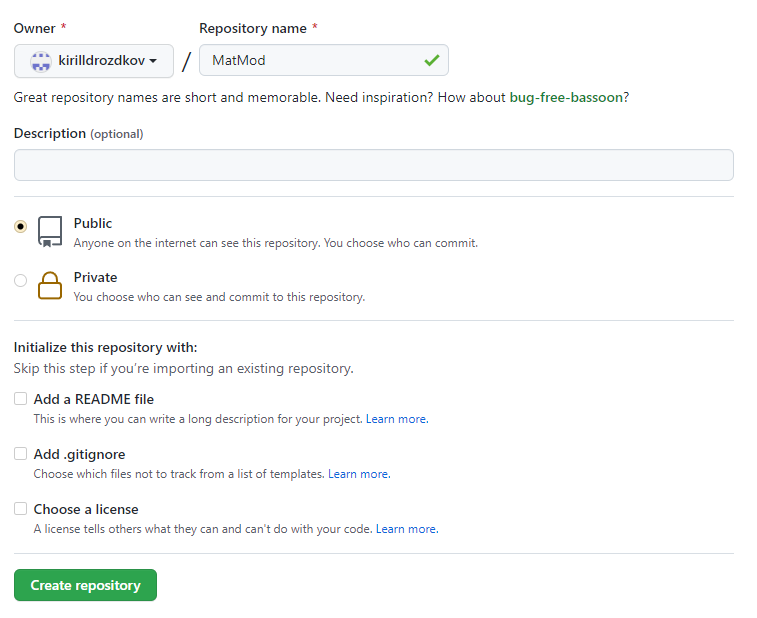 Owner * Repository name *
kirilldrozdkov / MatMod
Great repository names are short and memorable. Need inspiration? How about bug-free-bassoon?
Description (optional)
Public
Anyone on the internet can see this repository. You choose who can commit.
Private
You choose who can see and commit to this repository.
Initialize this repository with:
Skip this step if you're importing an existing repository.
Add a README file
This is where you can write a long description for your project. Learn more.
Add .gitignore
Choose which files not to track from a list of templates. Learn more.
Choose a license
A license tells others what they can and can't do with your code. Learn more.
Create repository